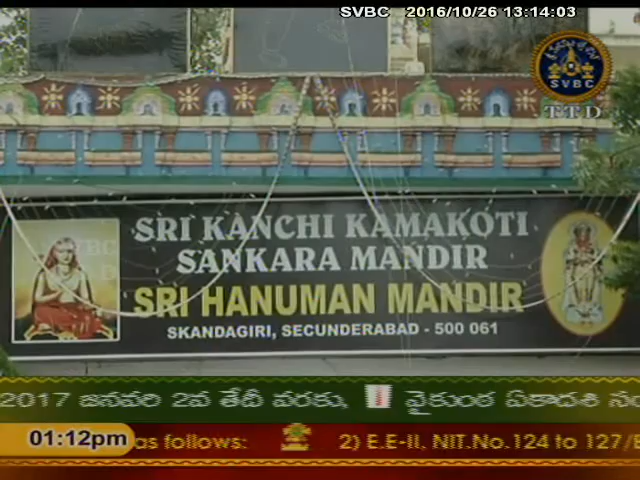 SVBC 2016/10/26 13:14:03
SVBC
TTD
SRI KANCHI KAMAKOTI
SANKARA MANDIR
SRI HANUMAN MANDIR
SKANDAGIRI, SECUNDERABAD - 500 061
2017 జనవరి 2వ తేదీ వరకు, వైకుంఠ ఏకాదశి సం
01:12pm as follows: 2) E.E-II, NIT.No.124 to 127/E